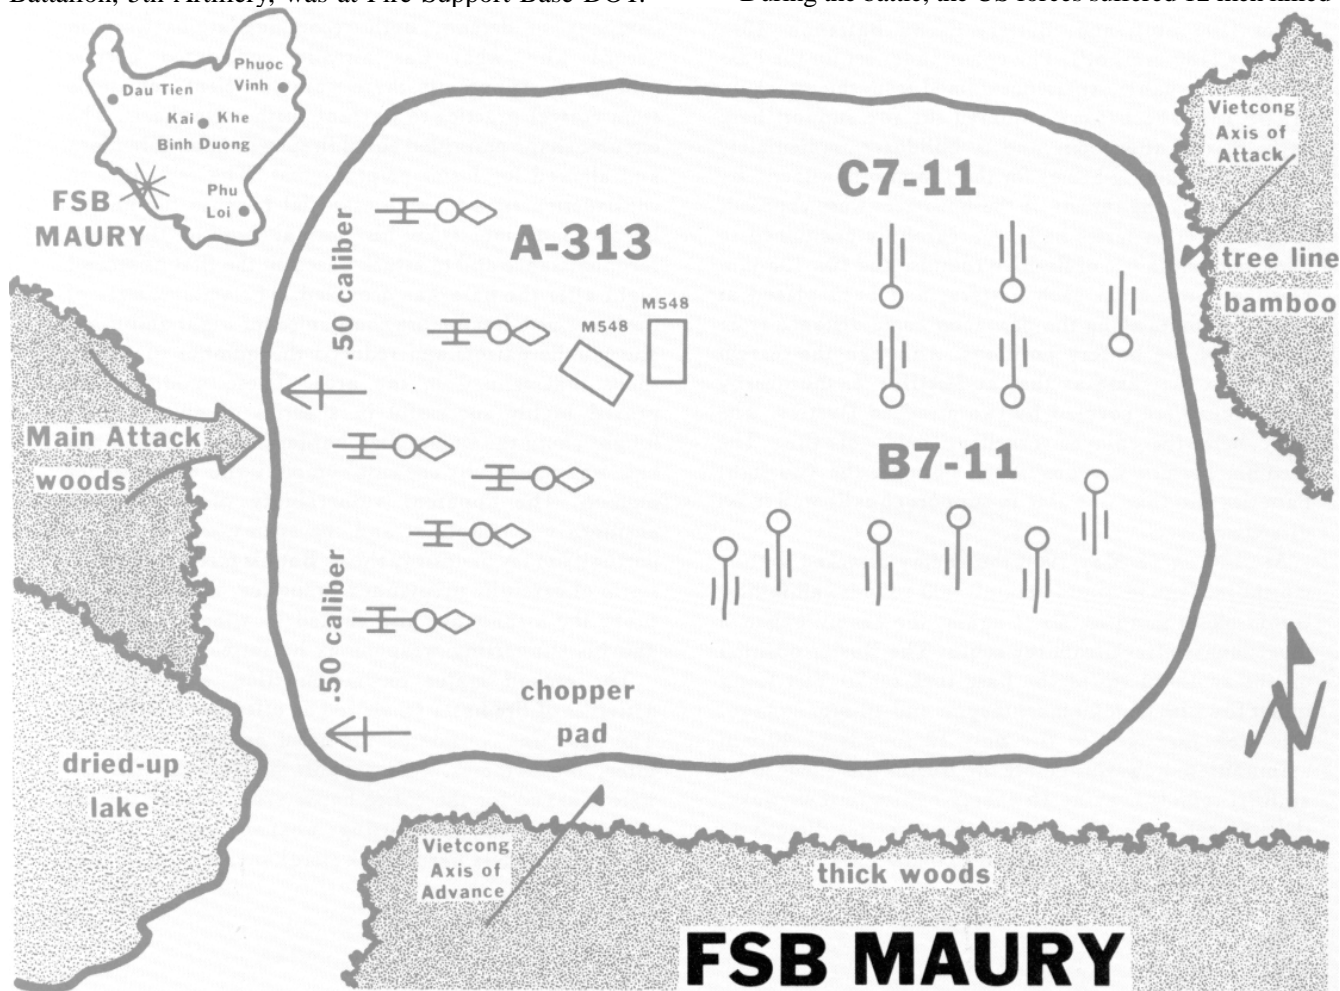 Battalion, 5th Artillery, was at Fire Support Base DOT.
During the battle, the US forces suffered 12 men killed
Phuoc
Vinh
Dau Tien
Kai Khe
Binh Duong
Phu
Loi
FSB
MAURY
Vietcong
Axis of
Attack
tree line
bamboo
C7-11
A-313
.50 caliber
M548
M548
Main Attack
woods
B7-11
.50 caliber
chopper
pad
dried-up
lake
Vietcong
Axis of
Advance
thick woods
FSB MAURY